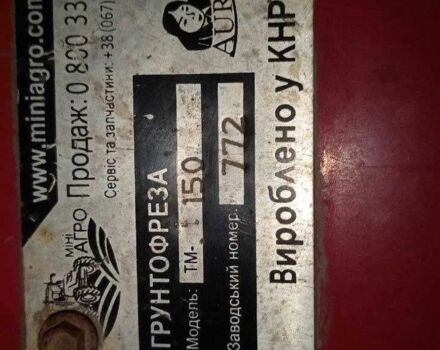 www.miniagro.com
Продаж: 0 800 33
Сервіс та запчастини: +38 (067)
МІНІ
АГРО
AUR
ГРУНТОФРЕЗА
Модель: ТМ- 150
Заводський номер. 772
Вироблено у КНР